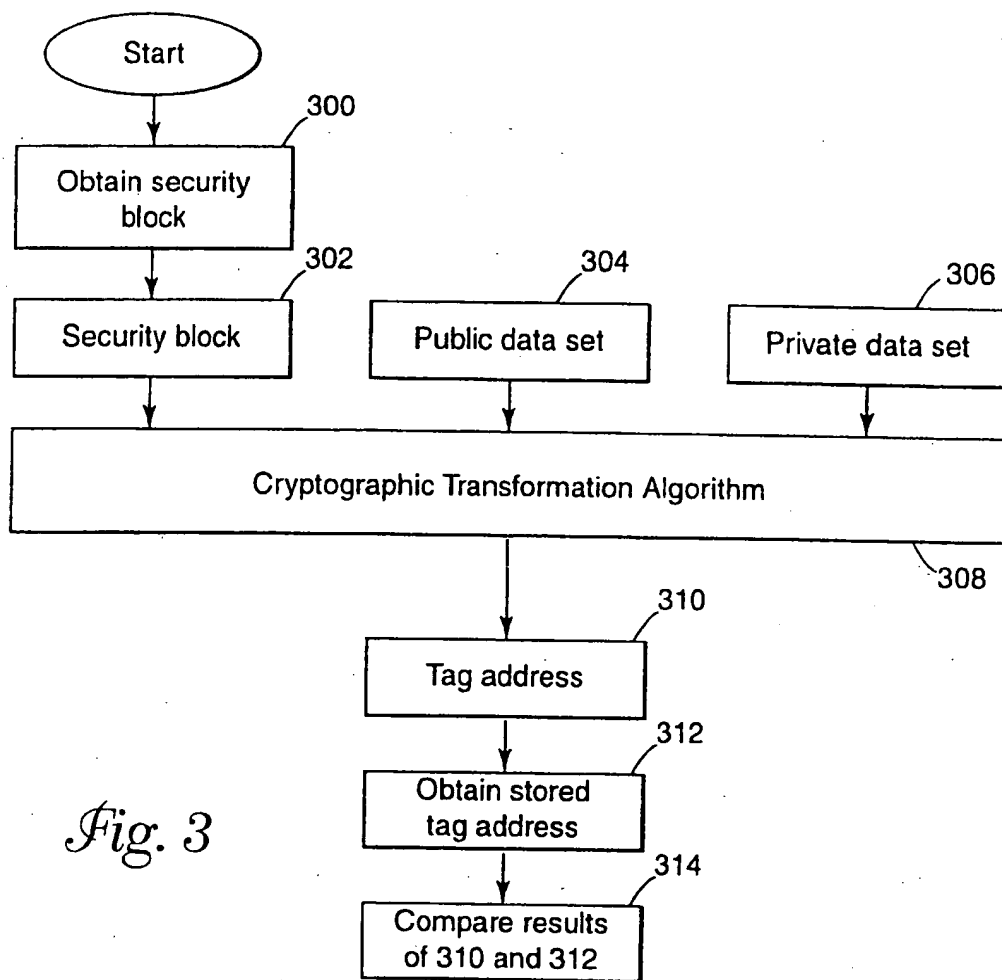 Start
300
Obtain security
block
302
304
306
Security block
Public data set
Private data set
Cryptographic Transformation Algorithm
308
310
Tag address
312
Obtain stored
tag address
314
Compare results
of 310 and 312
Fig. 3